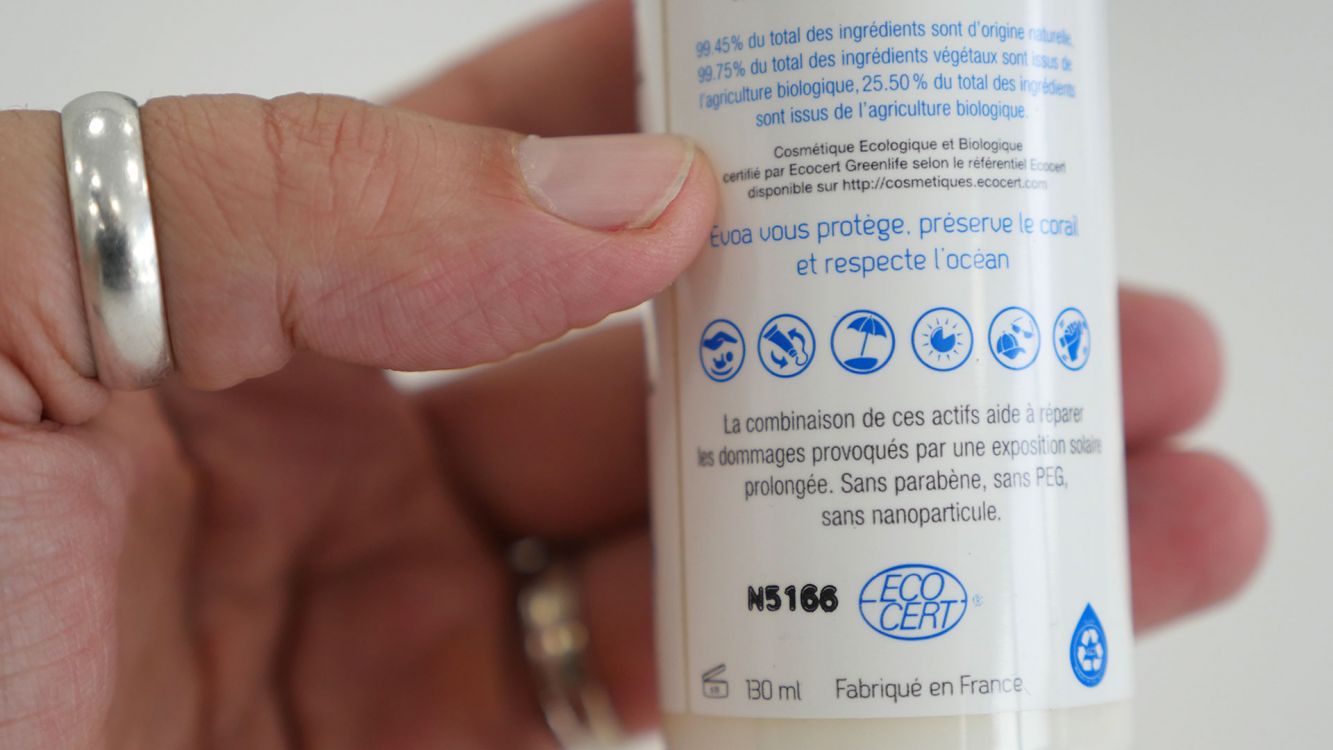 99.45% du total des ingrédients sont d'origine naturelle,
99.75% du total des ingrédients végétaux sont issus de
l'agriculture biologique, 25.50% du total des ingrédients
sont issus de l'agriculture biologique.
Cosmétique Ecologique et Biologique
certifié par Ecocert Greenlife selon le référentiel Ecocert
disponible sur http://cosmetiques.ecocert.com
Evoa vous protège, préserve le corail
et respecte l'océan
La combinaison de ces actifs aide à réparer
les dommages provoqués par une exposition solaire
prolongée. Sans parabène, sans PEG,
sans nanoparticule.
N5166
ECO
CERT
®
130 ml
Fabriqué en France